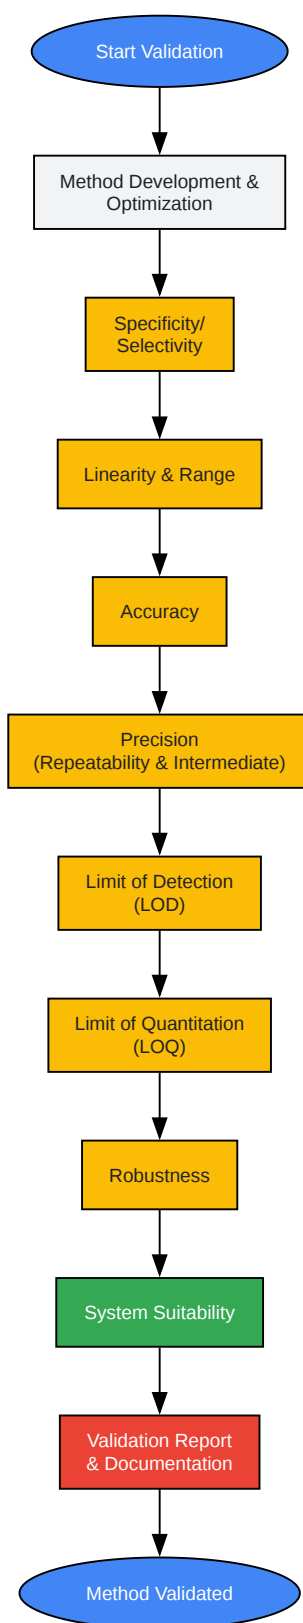 Start Validation
Method Development &
Optimization
Specificity/
Selectivity
Linearity & Range
Accuracy
Precision
(Repeatability & Intermediate)
Limit of Detection
(LOD)
Limit of Quantitation
(LOQ)
Robustness
System Suitability
Validation Report
& Documentation
Method Validated